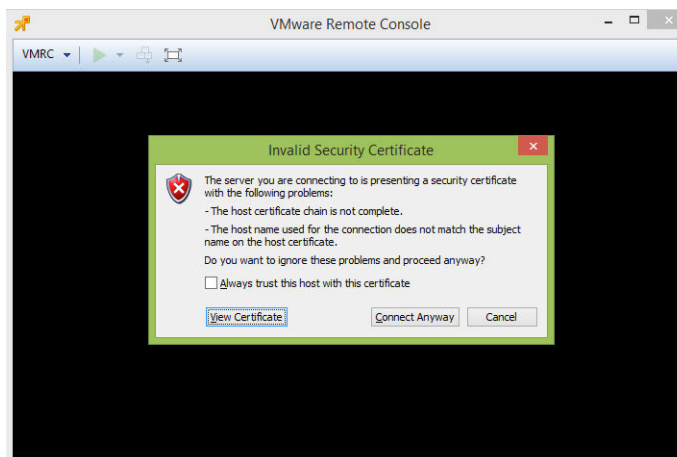 VMware Remote Console
VMRC
Invalid Security Certificate
The server you are connecting to is presenting a security certificate
with the following problems:
- The host certificate chain is not complete.
- The host name used for the connection does not match the subject
name on the host certificate.
Do you want to ignore these problems and proceed anyway?
Always trust this host with this certificate
View Certificate
Connect Anyway
Cancel